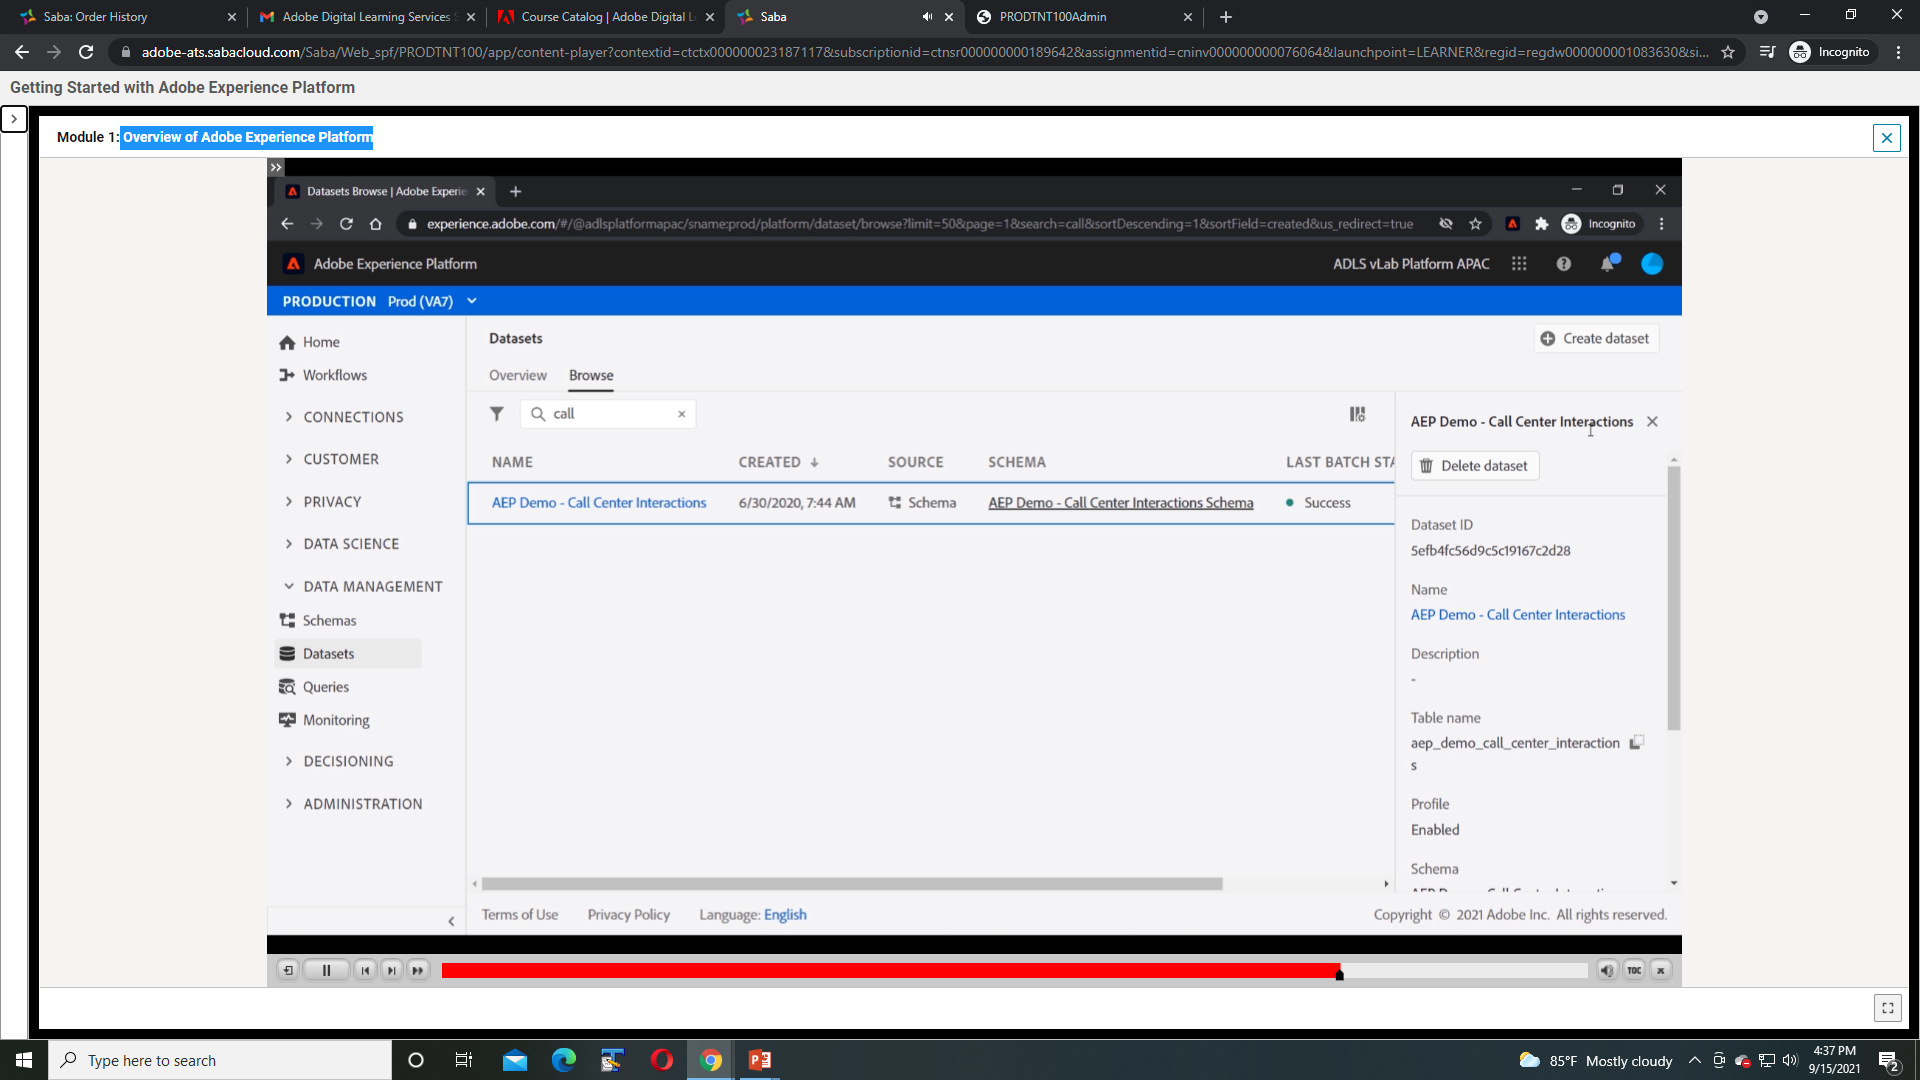 Saba: Order History
Adobe Digital Learning Services S
Course Catalog | Adobe Digital L
Saba
PRODTNT100Admin
adobe-ats.sabacloud.com/Saba/Web_spf/PRODTNT100/app/content-player?contextid=ctctx000000023187117&subscriptionid=ctnsr000000000189642&assignmentid=cninv000000000076064&launchpoint=LEARNER&regid=regdw000000001083630&si...
Incognito
Getting Started with Adobe Experience Platform
Module 1: Overview of Adobe Experience Platform
Datasets Browse | Adobe Experie
experience.adobe.com/#/@adlsplatformapac/sname:prod/platform/dataset/browse?limit=50&page=1&search=call&sortDescending=1&sortField=created&us_redirect=true
Incognito
Adobe Experience Platform
ADLS vLab Platform APAC
PRODUCTION Prod (VA7)
Home
Workflows
CONNECTIONS
CUSTOMER
PRIVACY
DATA SCIENCE
DATA MANAGEMENT
Schemas
Datasets
Queries
Monitoring
DECISIONING
ADMINISTRATION
Datasets
Create dataset
Overview Browse
call
NAME CREATED SOURCE SCHEMA LAST BATCH STA
AEP Demo - Call Center Interactions 6/30/2020, 7:44 AM Schema AEP Demo - Call Center Interactions Schema Success
AEP Demo - Call Center Interactions
Delete dataset
Dataset ID
5efb4fc56d9c5c19167c2d28
Name
AEP Demo - Call Center Interactions
Description
-
Table name
aep_demo_call_center_interaction
s
Profile
Enabled
Schema
Terms of Use Privacy Policy Language: English
Copyright © 2021 Adobe Inc. All rights reserved.
TOC
Type here to search
85°F Mostly cloudy
4:37 PM
9/15/2021
2